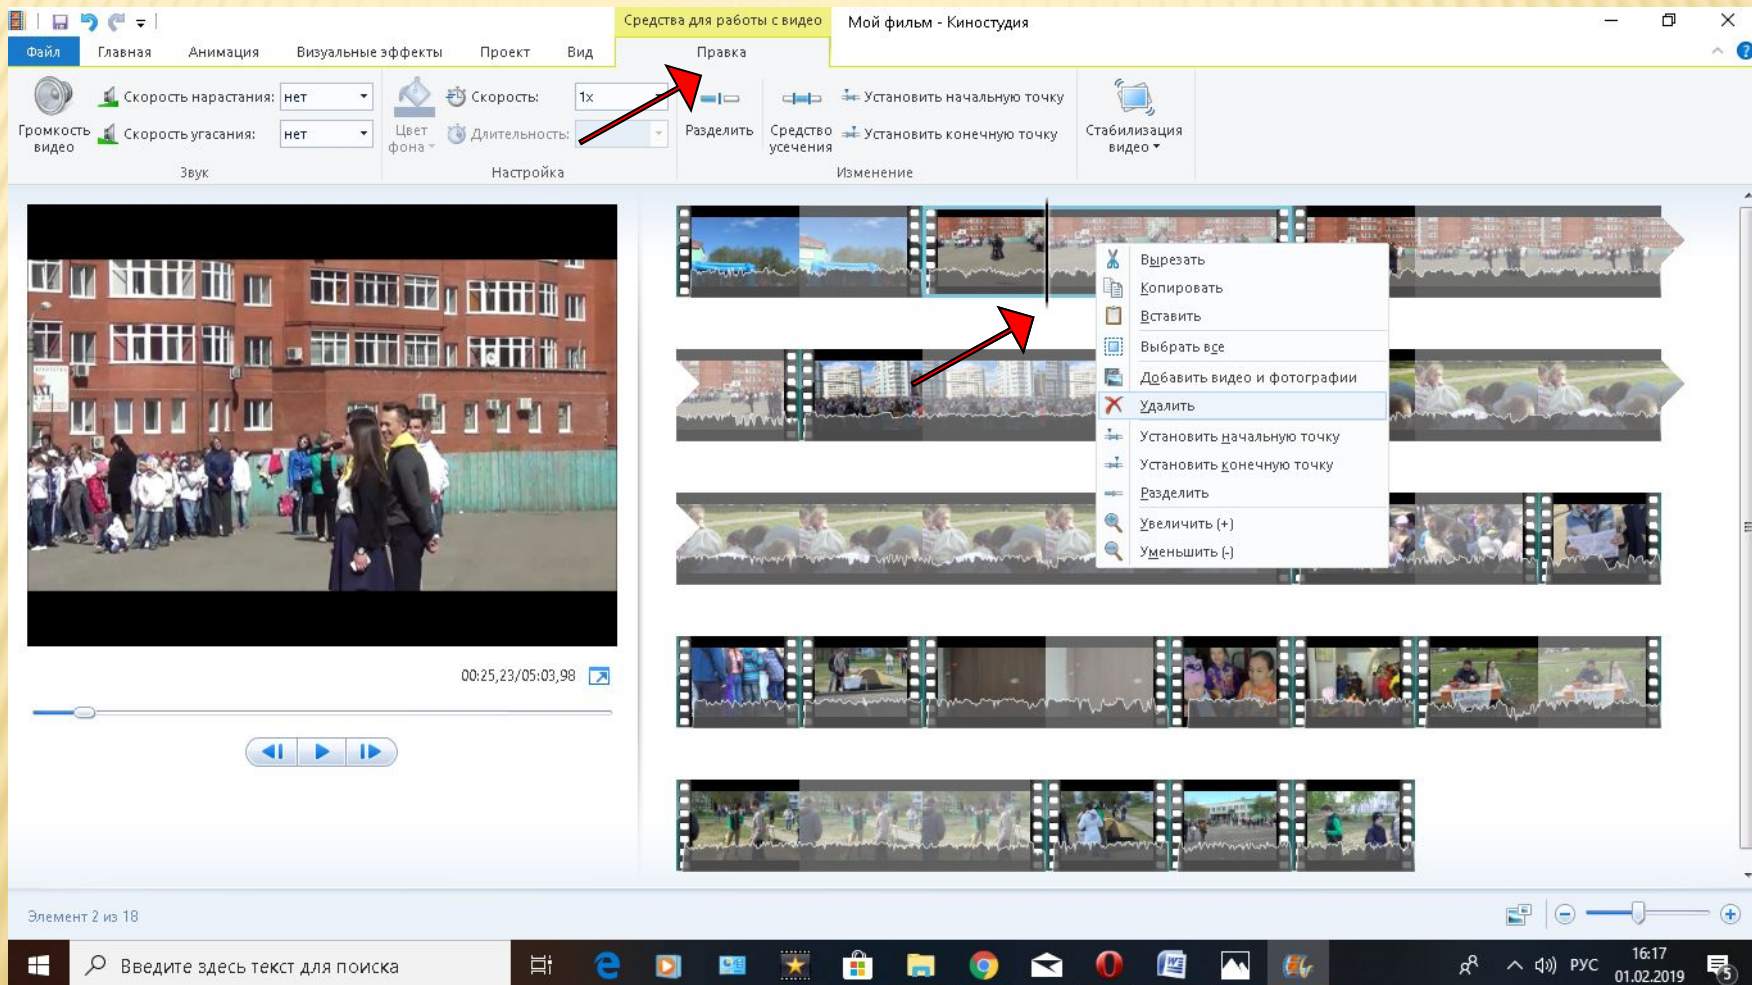 Средства для работы с видео
Мой фильм - Киностудия
Файл
Главная
Анимация
Визуальные эффекты
Проект
Вид
Правка
Громкость видео
Скорость нарастания:
нет
Скорость угасания:
нет
Звук
Цвет фона
Скорость:
1x
Длительность:
Настройка
Разделить
Средство усечения
Установить начальную точку
Установить конечную точку
Изменение
Стабилизация видео
Вырезать
Копировать
Вставить
Выбрать все
Добавить видео и фотографии
Удалить
Установить начальную точку
Установить конечную точку
Разделить
Увеличить (+)
Уменьшить (-)
00:25,23/05:03,98
Элемент 2 из 18
Введите здесь текст для поиска
РУС
16:17
01.02.2019
5